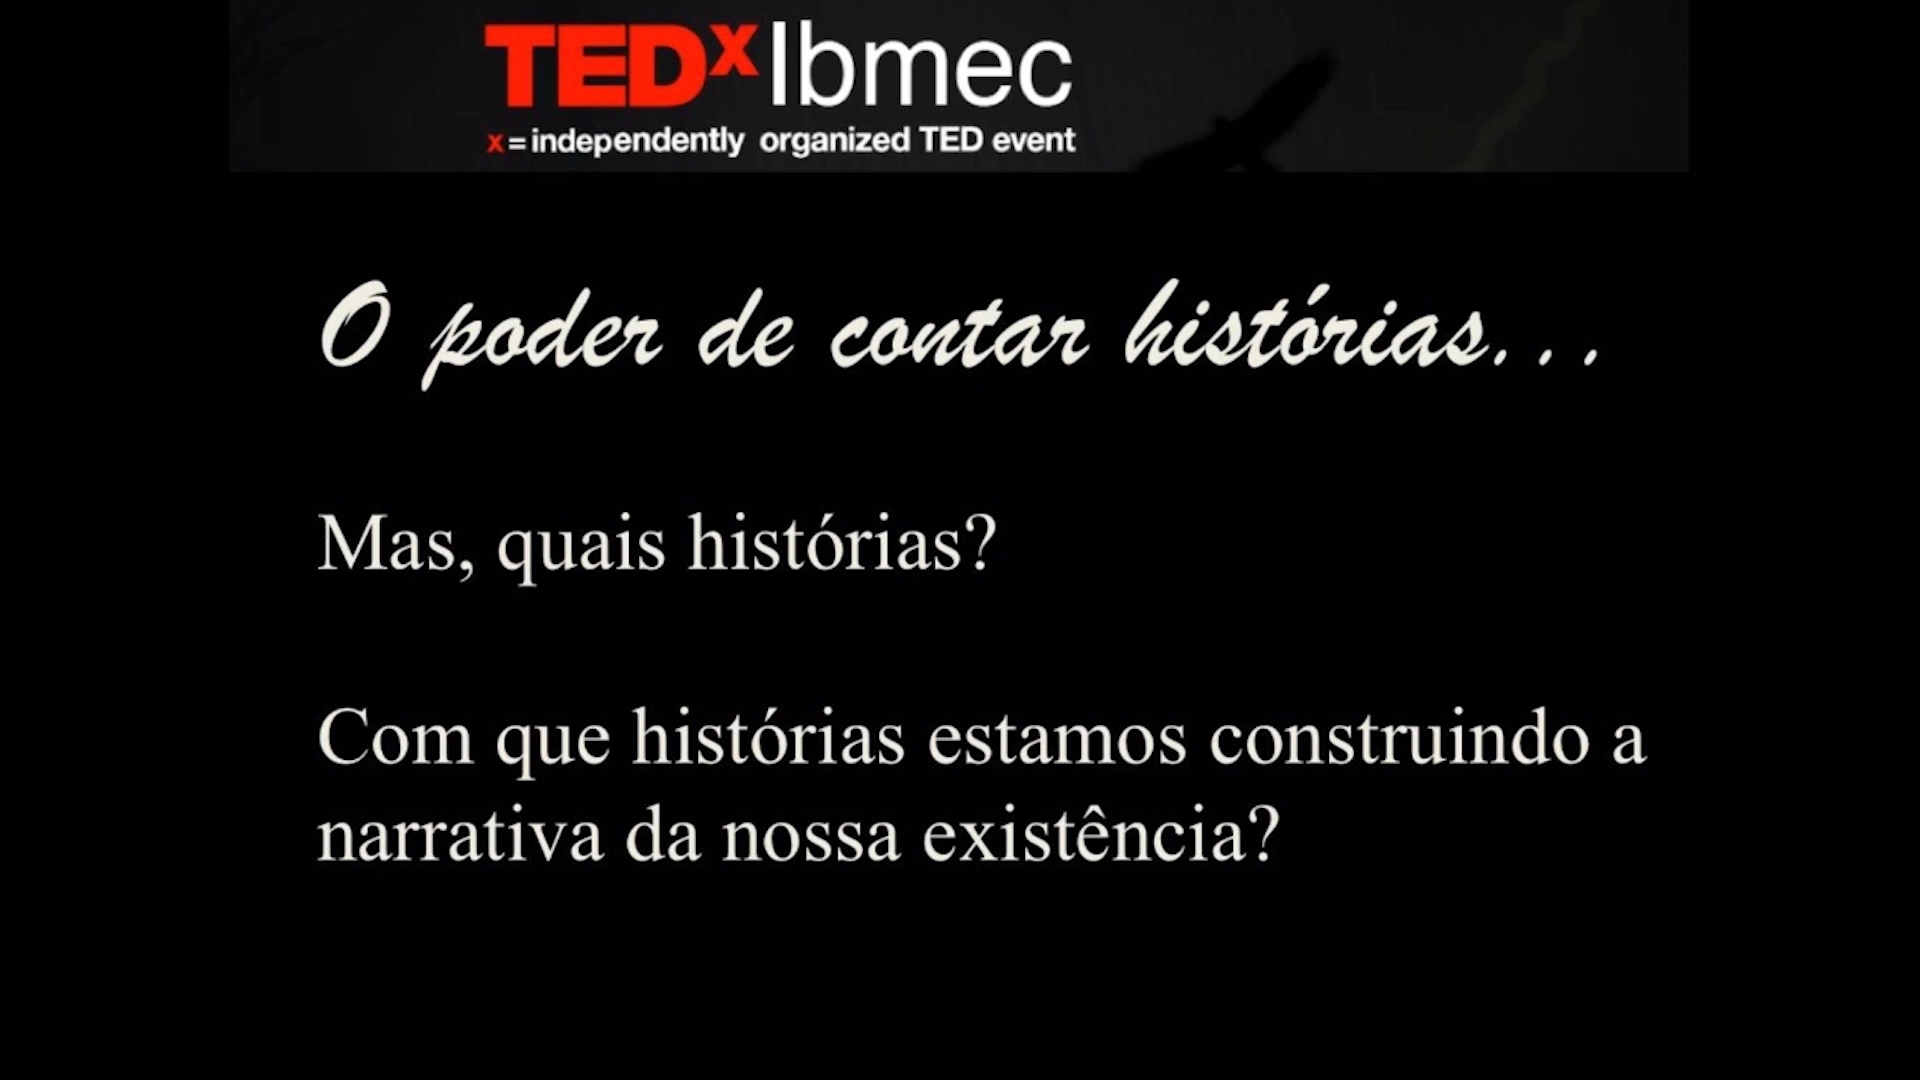 TEDxIbmec
x=independently organized TED event
O poder de contar histórias...
Mas, quais histórias?
Com que histórias estamos construindo a
narrativa da nossa existência?